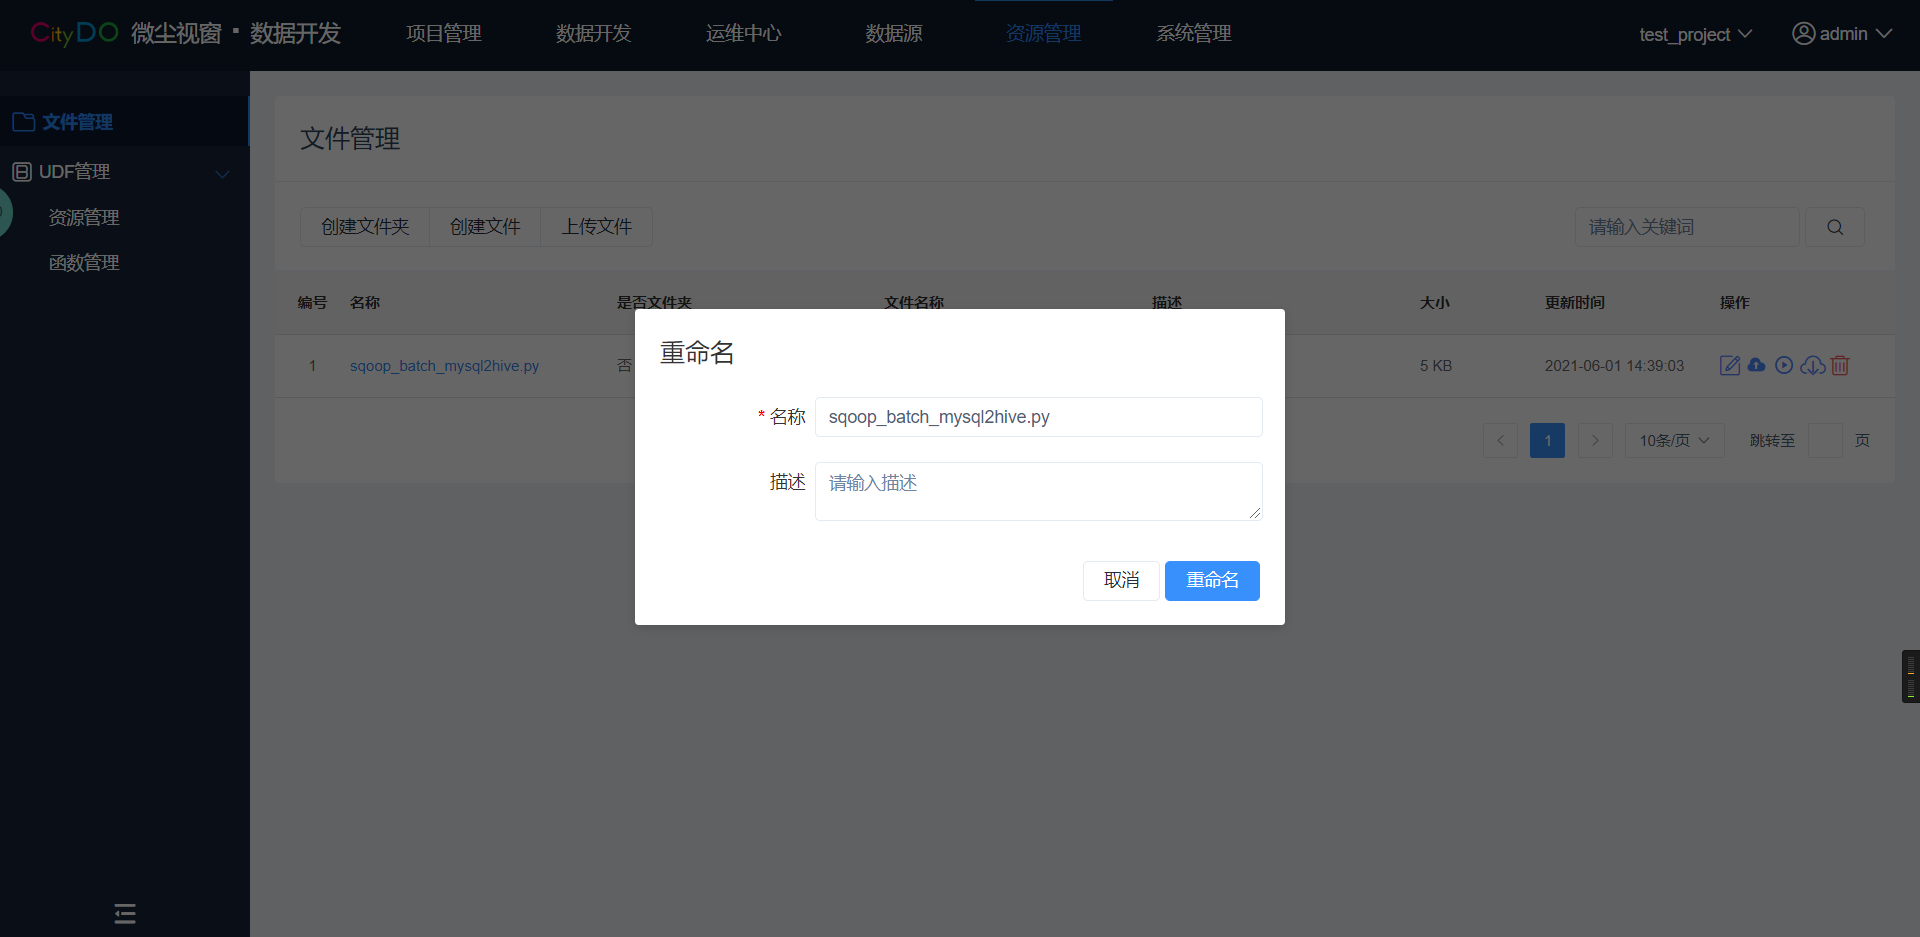 CityDO 微尘视窗 · 数据开发 项目管理 数据开发 运维中心 数据源 资源管理 系统管理 test_project admin
文件管理
UDF管理
资源管理
函数管理
文件管理
创建文件夹 创建文件 上传文件 请输入关键词
编号 名称 是否文件夹 文件名称 描述 大小 更新时间 操作
1 sqoop_batch_mysql2hive.py 否 5 KB 2021-06-01 14:39:03
1 10条/页 跳转至 页
重命名
* 名称 sqoop_batch_mysql2hive.py
描述 请输入描述
取消 重命名